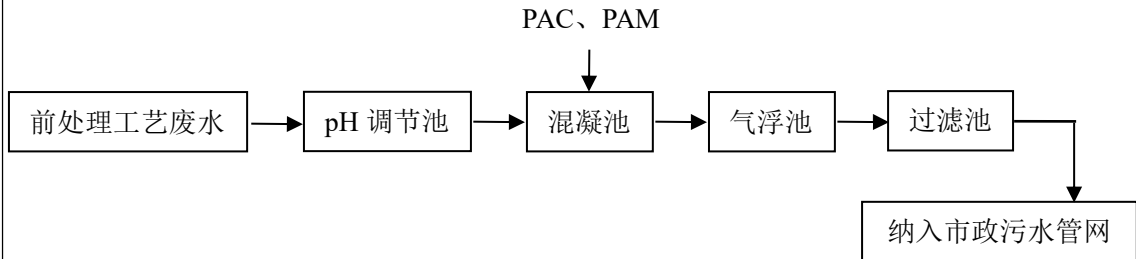 PAC、PAM
前处理工艺废水
pH 调节池
混凝池
气浮池
过滤池
纳入市政污水管网